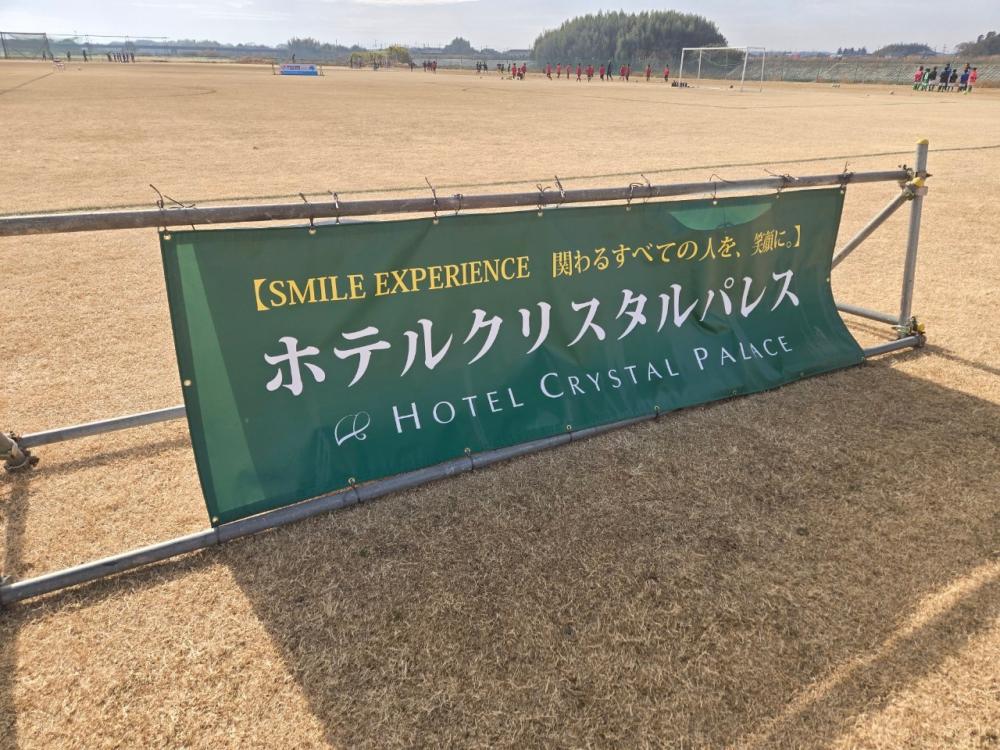 【SMILE EXPERIENCE 関わるすべての人を、笑顔に。】
ホテルクリスタルパレス
HOTEL CRYSTAL PALACE